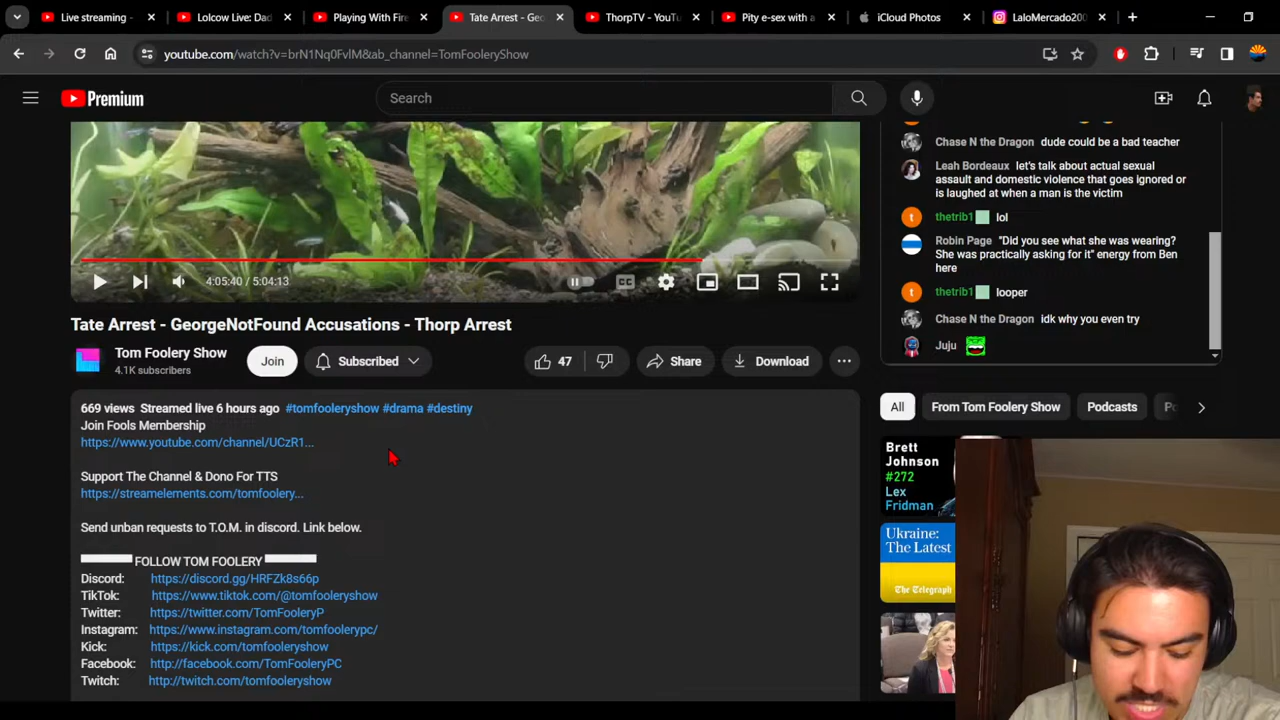 Live streaming -
Lolcow Live: Dad
Playing With Fire
Tate Arrest - Geo
ThorpTV - YouTu
Pity e-sex with a
iCloud Photos
LaloMercado200
youtube.com/watch?v=brN1Nq0FvlM&ab_channel=TomFooleryShow
Premium
Search
Chase N the Dragon dude could be a bad teacher
Leah Bordeaux let's talk about actual sexual
assault and domestic violence that goes ignored or
is laughed at when a man is the victim
thetrib1 lol
Robin Page "Did you see what she was wearing?
She was practically asking for it" energy from Ben
here
thetrib1 looper
Chase N the Dragon idk why you even try
Juju
4:05:40 / 5:04:13
CC
Tate Arrest - GeorgeNotFound Accusations - Thorp Arrest
Tom Foolery Show
4.1K subscribers
Join
Subscribed
47
Share
Download
669 views Streamed live 6 hours ago #tomfooleryshow #drama #destiny
Join Fools Membership
https://www.youtube.com/channel/UCzR1...
Support The Channel & Dono For TTS
https://streamelements.com/tomfoolery...
Send unban requests to T.O.M. in discord. Link below.
FOLLOW TOM FOOLERY
Discord: https://discord.gg/HRFZk8s66p
TikTok: https://www.tiktok.com/@tomfooleryshow
Twitter: https://twitter.com/TomFooleryP
Instagram: https://www.instagram.com/tomfoolerypc/
Kick: https://kick.com/tomfooleryshow
Facebook: http://facebook.com/TomFooleryPC
Twitch: http://twitch.com/tomfooleryshow
All
From Tom Foolery Show
Podcasts
Brett
Johnson
#272
Lex
Fridman
Ukraine:
The Latest
The Telegraph